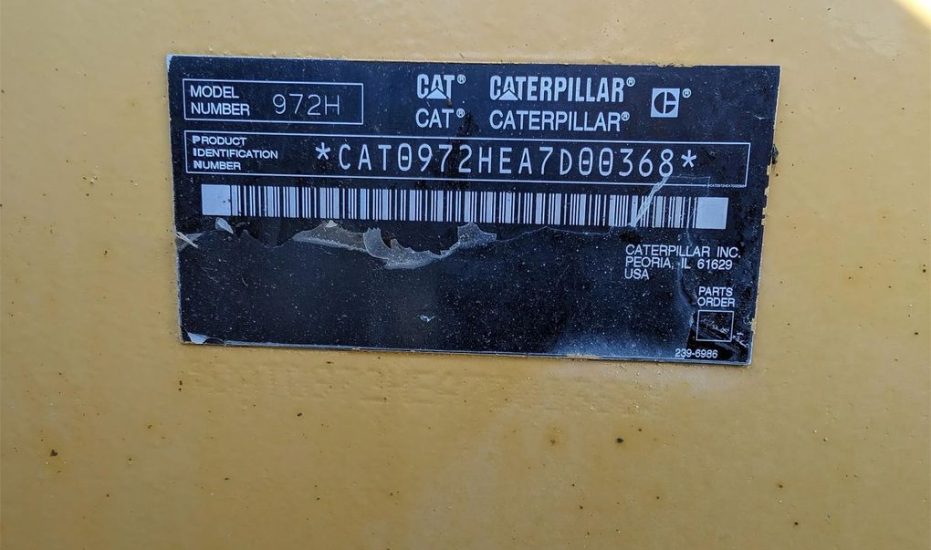 MODEL NUMBER 972H
CAT® CATERPILLAR® C®
CAT® CATERPILLAR®
PRODUCT IDENTIFICATION NUMBER *CAT0972HEA7D00368*
CATERPILLAR INC.
PEORIA, IL 61629
USA
PARTS ORDER
239-6986